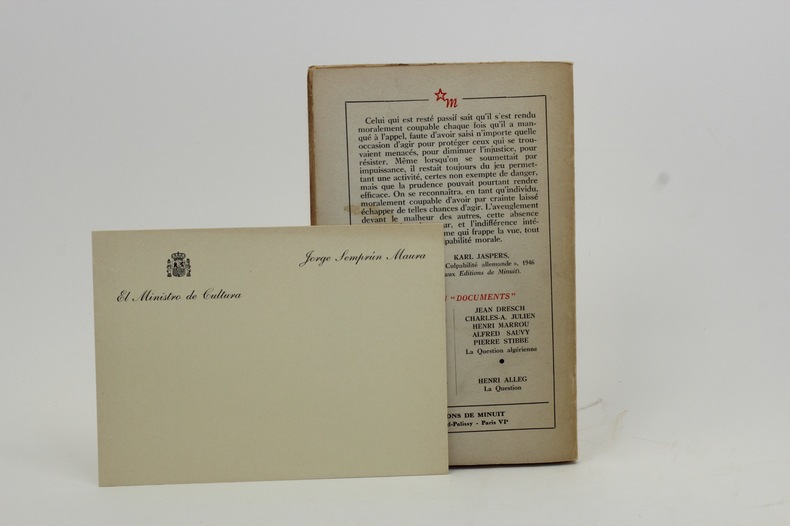 m
Celui qui est resté passif sait qu'il s'est rendu
moralement coupable chaque fois qu'il a man-
qué à l'appel, faute d'avoir saisi n'importe quelle
occasion d'agir pour protéger ceux qui se trou-
vaient menacés, pour diminuer l'injustice, pour
résister. Même lorsqu'on se soumettait par
impuissance, il restait toujours du jeu permet-
tant une activité, certes non exempte de danger,
mais que la prudence pouvait pourtant rendre
efficace. On se reconnaîtra, en tant qu'individu,
moralement coupable d'avoir par crainte laissé
échapper de telles chances d'agir. L'aveuglement
devant le malheur des autres, cette absence
ur, et l'indifférence inté-
me qui frappe la vue, tout
pabilité morale.
KARL JASPERS,
Culpabilité allemande », 1946
aux Editions de Minuit).
"DOCUMENTS"
JEAN DRESCH
CHARLES-A. JULIEN
HENRI MARROU
ALFRED SAUVY
PIERRE STIBBE
La Question algérienne
HENRI ALLEG
La Question
ONS DE MINUIT
d-Palissy - Paris VIe
Jorge Semprún Maura
El Ministro de Cultura